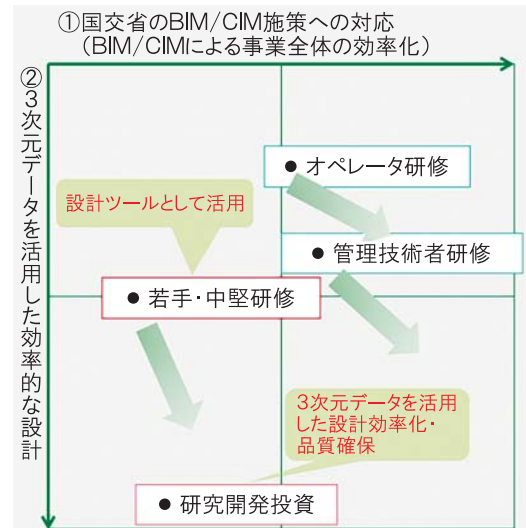 ①国交省のBIM/CIM施策への対応
（BIM/CIMによる事業全体の効率化）
②3次元データを活用した効率的な設計
● オペレータ研修
設計ツールとして活用
● 管理技術者研修
● 若手・中堅研修
3次元データを活用
した設計効率化・
品質確保
● 研究開発投資